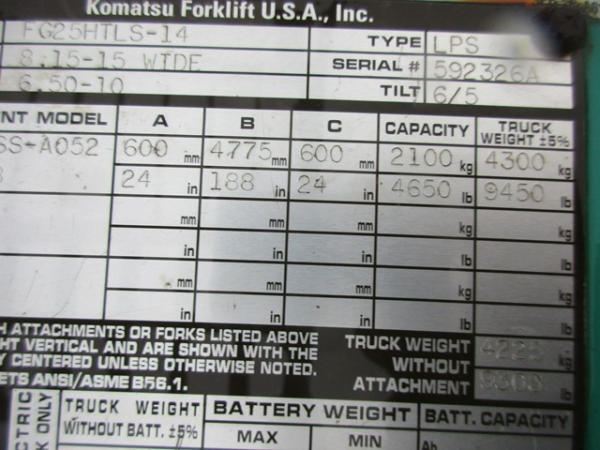 Komatsu Forklift U.S.A., Inc.
FG25HTLS-14 TYPE LPS
8.15-15 WIDE SERIAL # 592326A
6.50-10 TILT 6/5
NT MODEL A B C CAPACITY TRUCK WEIGHT ±5%
SS-A052 600 mm 4775 mm 600 mm 2100 kg 4300 kg
24 in 188 in 24 in 4650 lb 9450 lb
mm mm mm kg kg
in in in lb lb
mm mm mm kg kg
in in in lb lb
H ATTACHMENTS OR FORKS LISTED ABOVE
HT VERTICAL AND ARE SHOWN WITH THE
Y CENTERED UNLESS OTHERWISE NOTED.
ETS ANSI/ASME B56.1.
TRUCK WEIGHT WITHOUT ATTACHMENT kg lb
CTRIC
K ONLY
TRUCK WEIGHT WITHOUT BATT. ±5% BATTERY WEIGHT BATT. CAPACITY
MAX MIN Ah